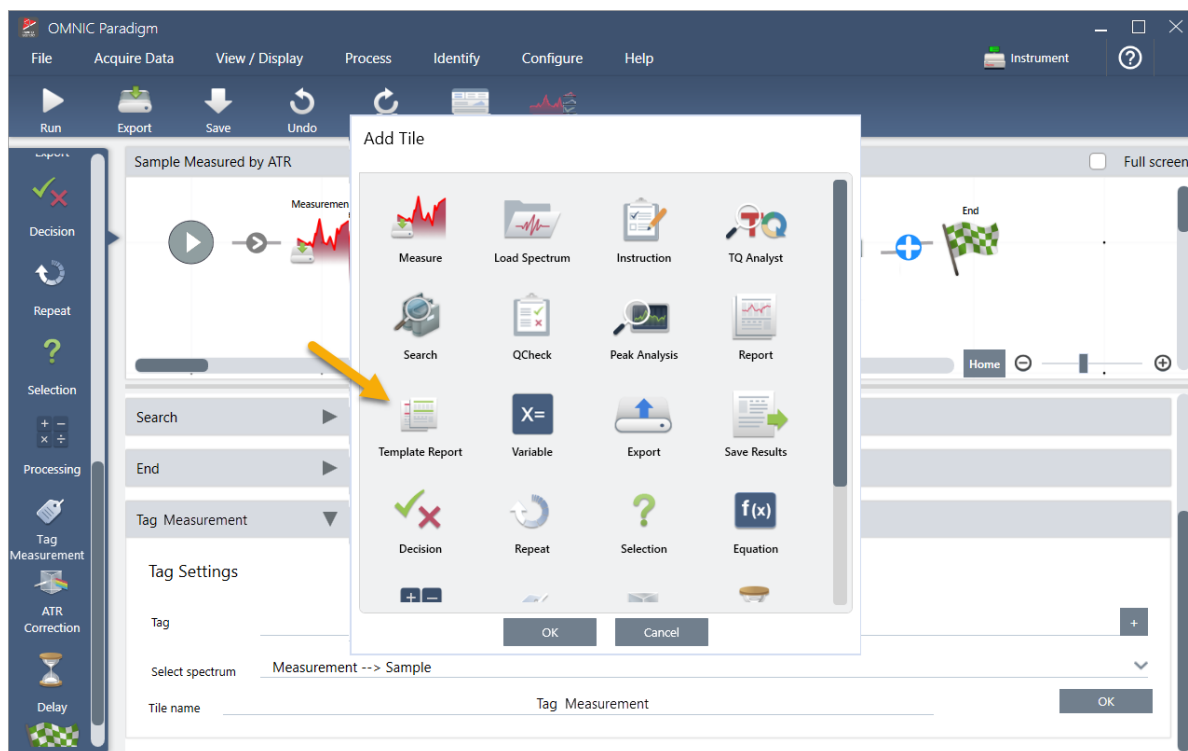 OMNIC Paradigm
File Acquire Data View / Display Process Identify Configure Help Instrument
Run Export Save Undo
Add Tile
Export
Sample Measured by ATR
Full screen
Decision
Repeat
Selection
Processing
Tag
Measurement
ATR
Correction
Delay
Measuremen
End
Home
Measure Load Spectrum Instruction TQ Analyst
Search QCheck Peak Analysis Report
Template Report Variable Export Save Results
X=
Decision Repeat Selection Equation
f(x)
OK Cancel
Search
End
Tag Measurement
Tag Settings
Tag
+
Select spectrum Measurement --> Sample
Tile name Tag Measurement OK